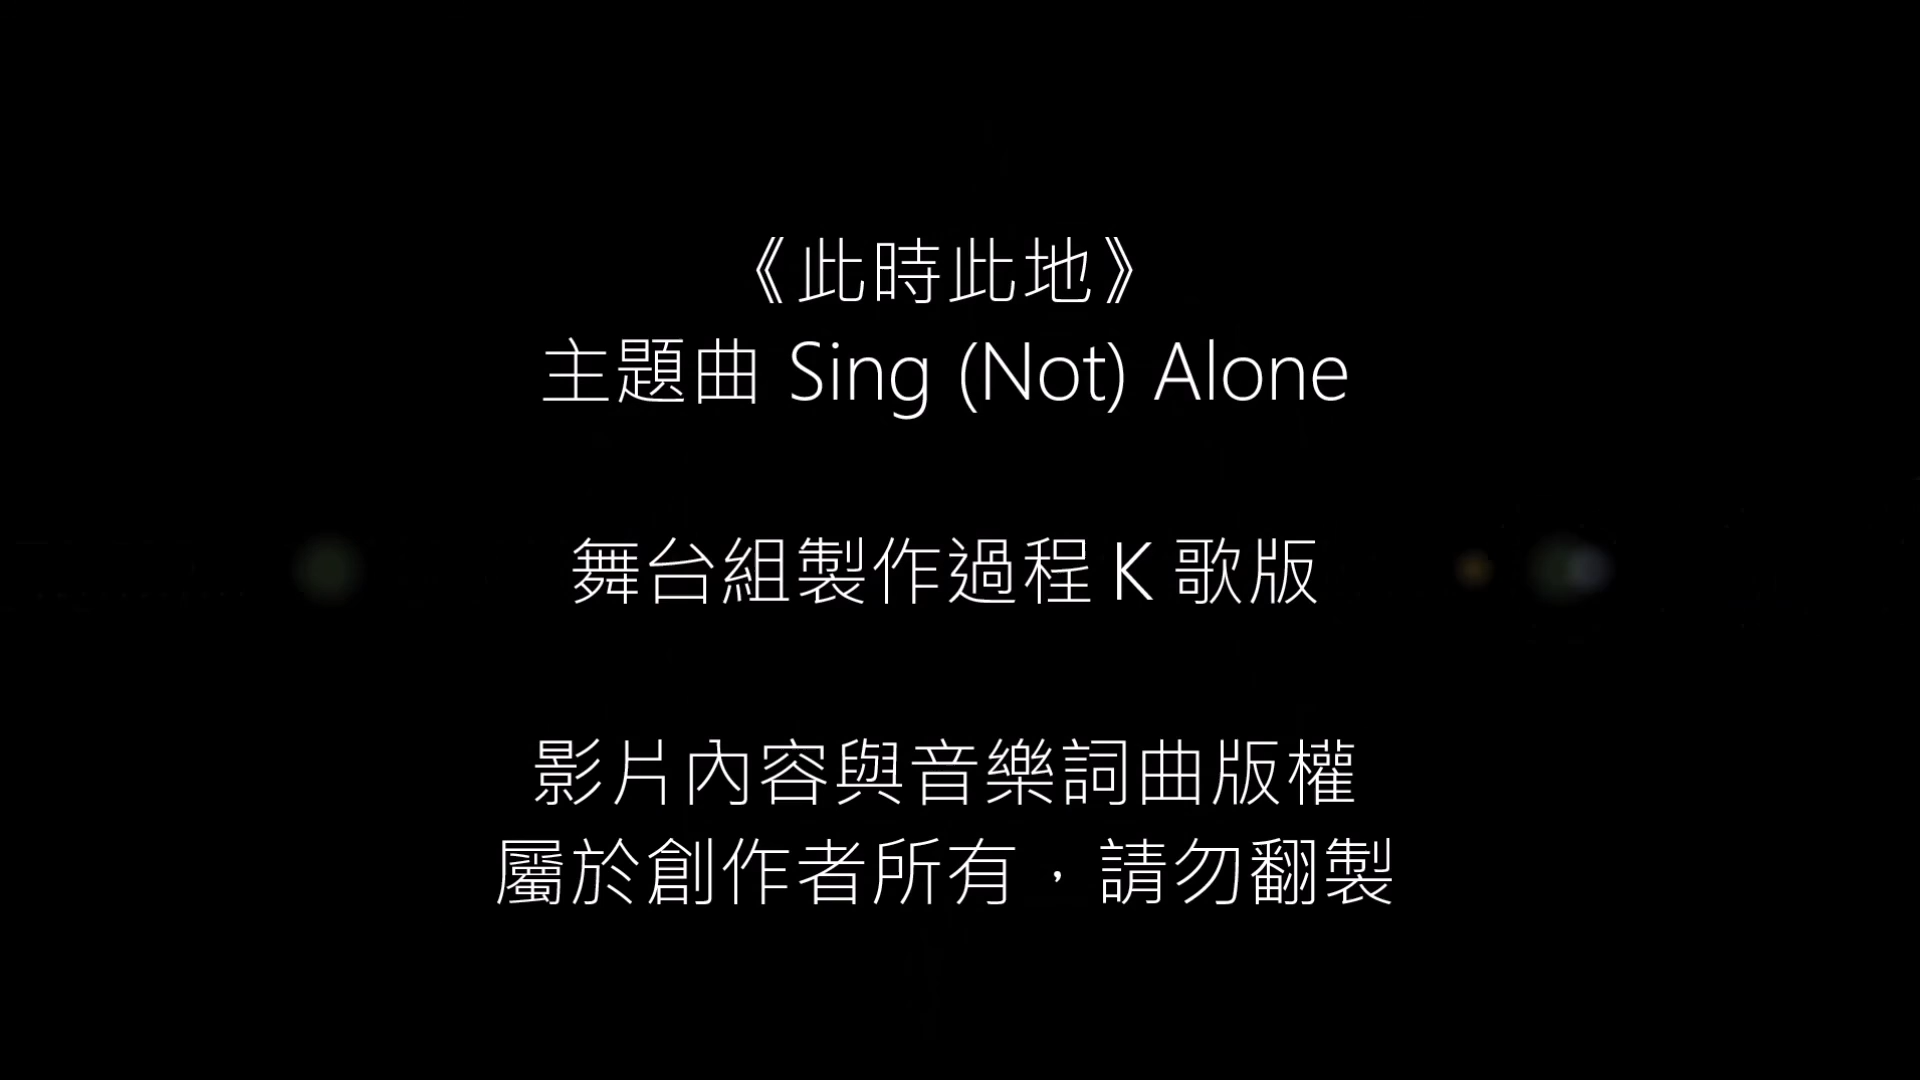 《此時此地》
主題曲 Sing (Not) Alone
舞台組製作過程 K 歌版
影片內容與音樂詞曲版權
屬於創作者所有，請勿翻製